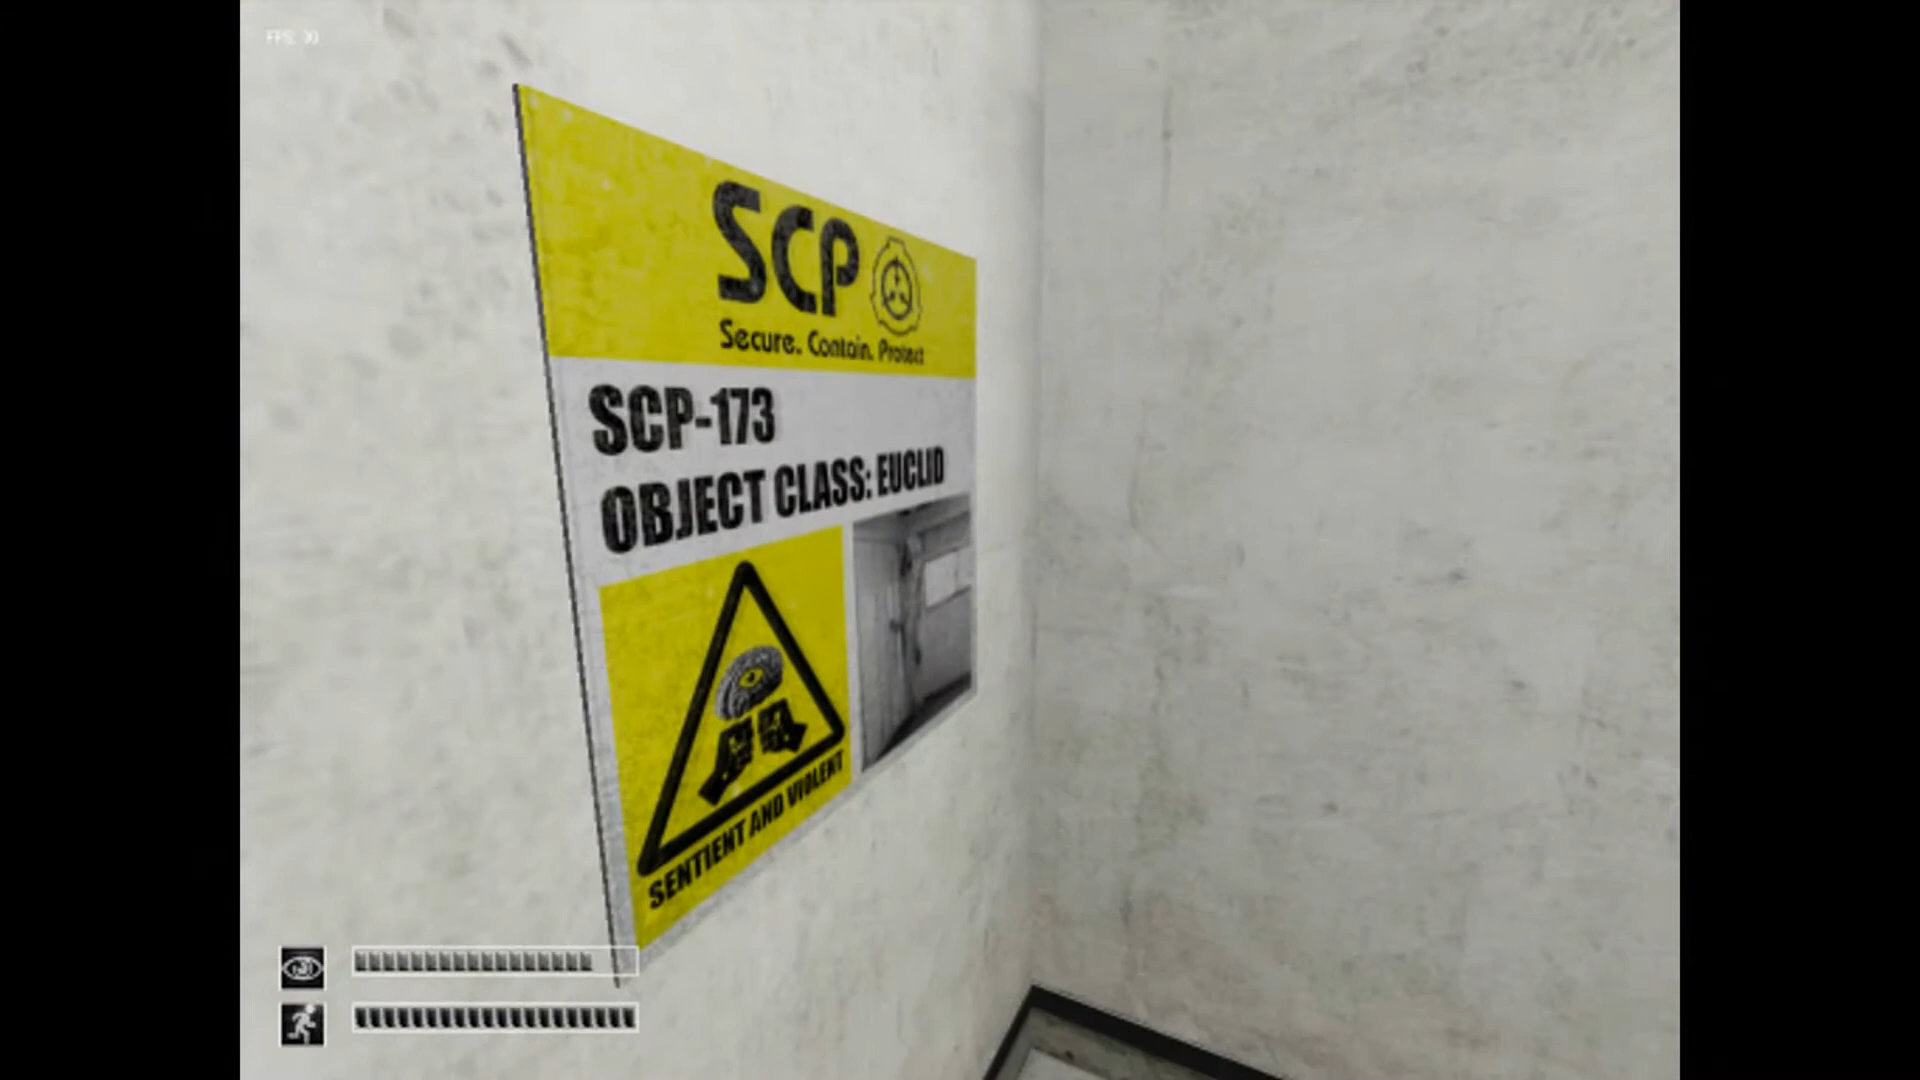 FPS: 30
SCP
Secure. Contain. Protect
SCP-173
OBJECT CLASS: EUCLID
SENTIENT AND VIOLENT